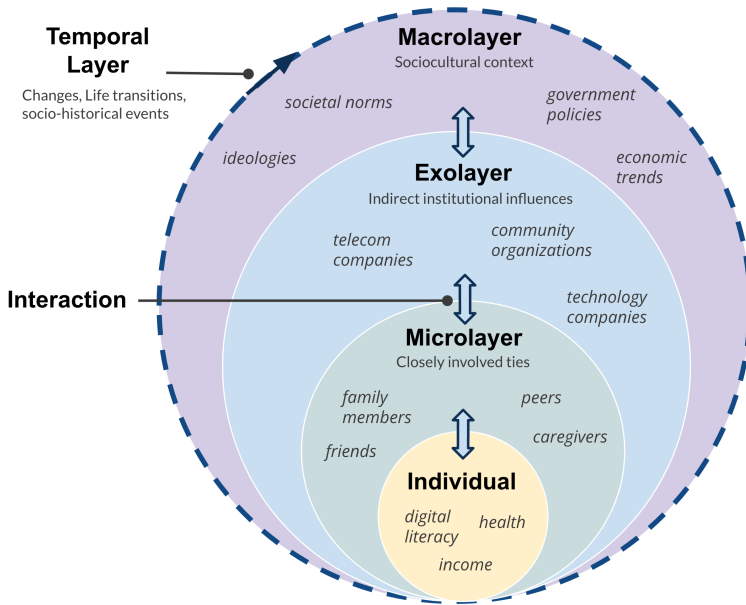 Temporal
Layer
Changes, Life transitions,
socio-historical events
Macrolayer
Sociocultural context
societal norms
government
policies
ideologies
economic
trends
Exolayer
Indirect institutional influences
telecom
companies
community
organizations
technology
companies
Interaction
Microlayer
Closely involved ties
family
members
peers
friends
caregivers
Individual
digital
literacy
health
income